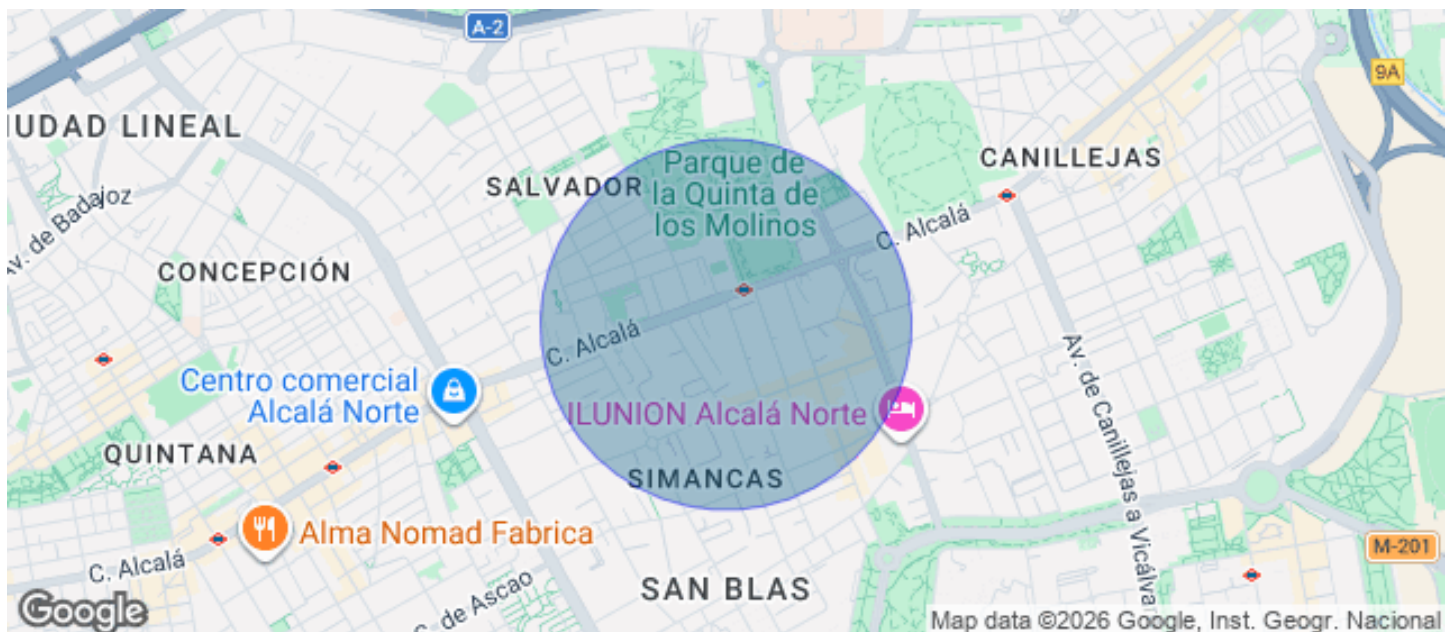 A-2
9A
IUDAD LINEAL
CANILLEJAS
Parque de
la Quinta de
los Molinos
SALVADOR
Av. de Badajoz
C. Alcalá
CONCEPCIÓN
C. Alcalá
Centro comercial
Alcalá Norte
ILUNION Alcalá Norte
Av. de Canillejas a Vicálva
QUINTANA
SIMANCAS
Alma Nomad Fabrica
M-201
C. Alcalá
C. de Ascao
SAN BLAS
Google
Map data ©2026 Google, Inst. Geogr. Nacional